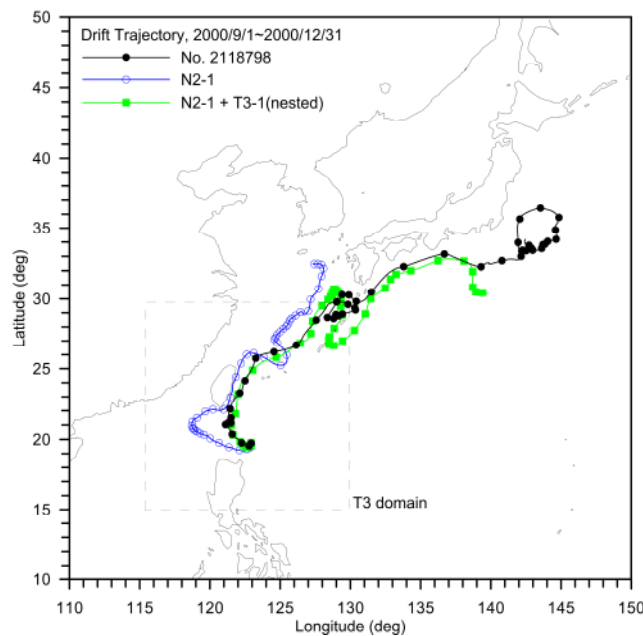 Drift Trajectory, 2000/9/1~2000/12/31
No. 2118798
N2-1
N2-1 + T3-1(nested)
50
45
40
35
30
25
20
15
10
Latitude (deg)
T3 domain
110 115 120 125 130 135 140 145 150
Longitude (deg)